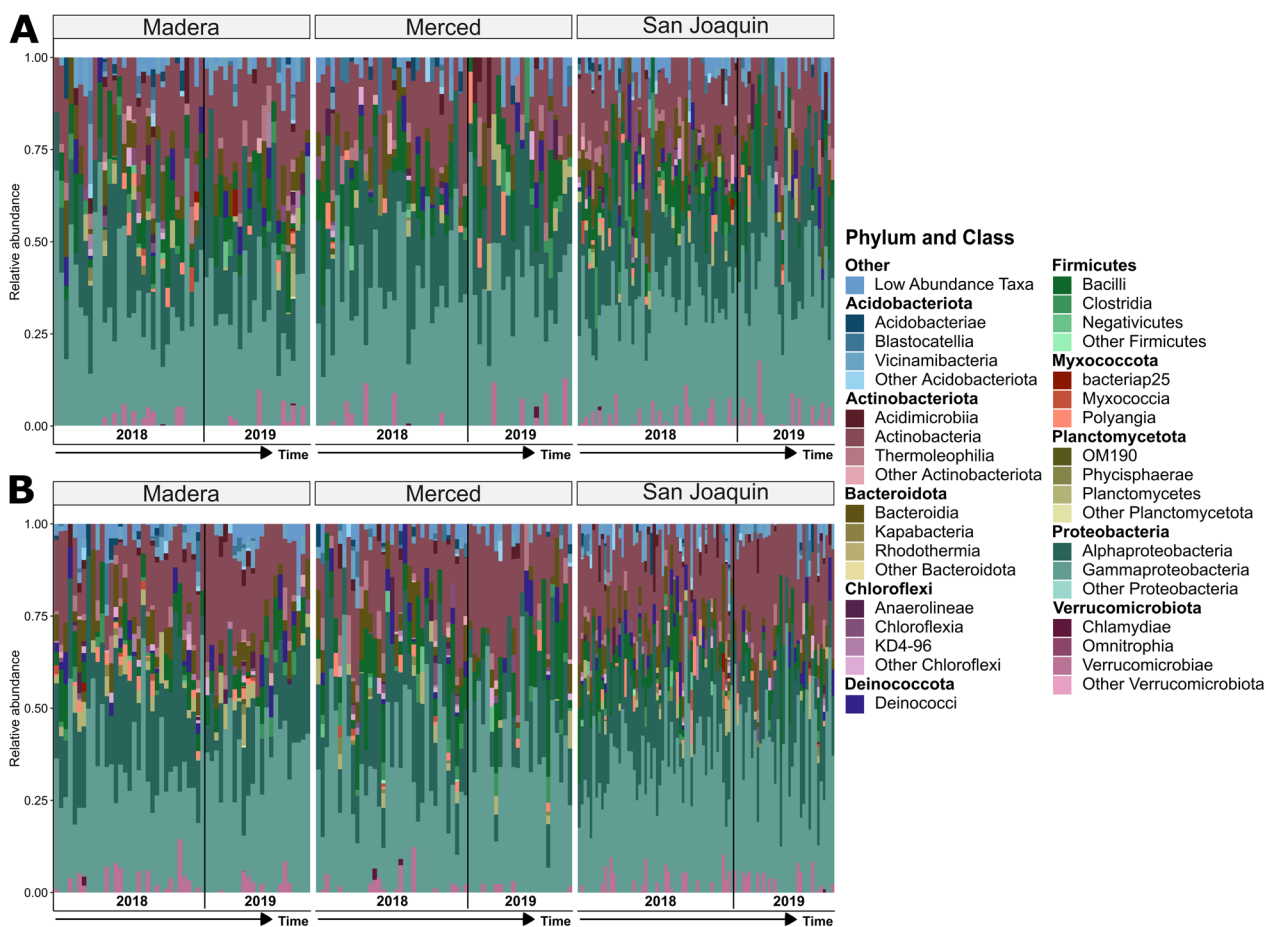 A
Madera
Merced
San Joaquin
Relative abundance
1.00
0.75
0.50
0.25
0.00
2018
2019
2018
2019
2018
2019
Time
Time
Time
B
Madera
Merced
San Joaquin
Relative abundance
1.00
0.75
0.50
0.25
0.00
2018
2019
2018
2019
2018
2019
Time
Time
Time
Phylum and Class
Other
Low Abundance Taxa
Acidobacteriota
Acidobacteriae
Blastocatellia
Vicinamibacteria
Other Acidobacteriota
Actinobacteriota
Acidimicrobiia
Actinobacteria
Thermoleophilia
Other Actinobacteriota
Bacteroidota
Bacteroidia
Kapabacteria
Rhodothermia
Other Bacteroidota
Chloroflexi
Anaerolineae
Chloroflexia
KD4-96
Other Chloroflexi
Deinococcota
Deinococci
Firmicutes
Bacilli
Clostridia
Negativicutes
Other Firmicutes
Myxococcota
bacteriap25
Myxococcia
Polyangia
Planctomycetota
OM190
Phycisphaerae
Planctomycetes
Other Planctomycetota
Proteobacteria
Alphaproteobacteria
Gammaproteobacteria
Other Proteobacteria
Verrucomicrobiota
Chlamydiae
Omnitrophia
Verrucomicrobiae
Other Verrucomicrobiota